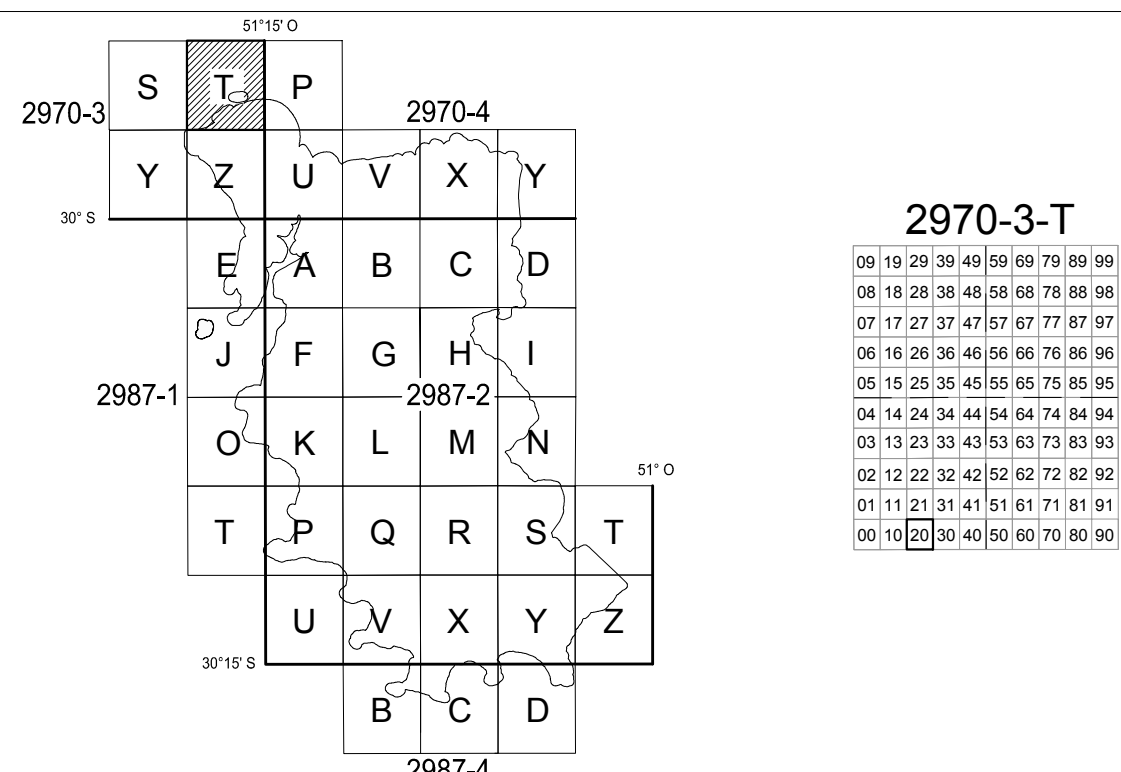 51°15' O
S T P
2970-3
2970-4
Y Z U V X Y
30° S
E A B C D
J F G H I
2987-1
2987-2
O K L M N
51° O
T P Q R S T
U V X Y Z
30°15' S
B C D
2987-4
2970-3-T
09 19 29 39 49 59 69 79 89 99
08 18 28 38 48 58 68 78 88 98
07 17 27 37 47 57 67 77 87 97
06 16 26 36 46 56 66 76 86 96
05 15 25 35 45 55 65 75 85 95
04 14 24 34 44 54 64 74 84 94
03 13 23 33 43 53 63 73 83 93
02 12 22 32 42 52 62 72 82 92
01 11 21 31 41 51 61 71 81 91
00 10 20 30 40 50 60 70 80 90